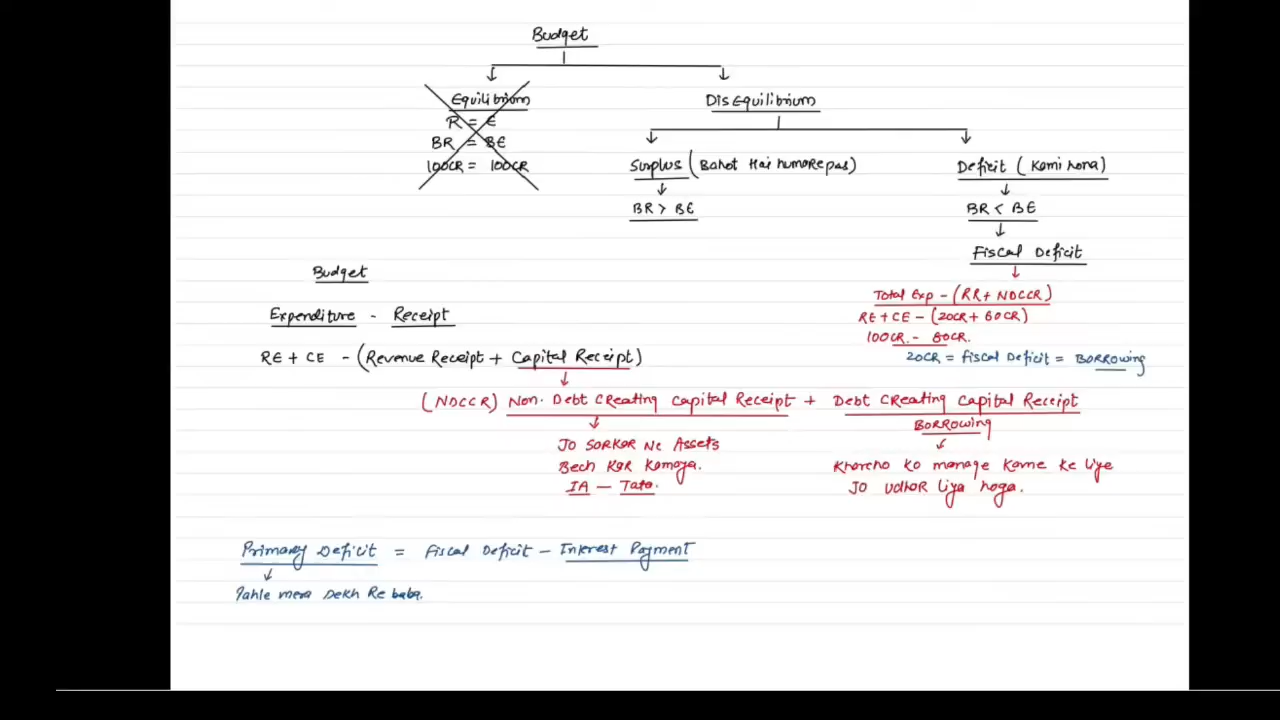 Budget
Equilibrium
R = E
BR = BE
100CR = 100CR
DisEquilibrium
Surplus (Bahot Hai humarepas)
BR > BE
Deficit (Kami hona)
BR < BE
Fiscal Deficit
Total Exp - (RR + NDCCR)
RE + CE - (20CR + 60CR)
100CR - 80CR.
20CR = Fiscal Deficit = BORROWing
Budget
Expenditure - Receipt
RE + CE - (Revenue Receipt + Capital Receipt)
(NDCCR) Non. Debt Creating Capital Receipt + Debt Creating Capital Receipt
Jo Sarkar Ne Assets
Bech Kar Kamaya.
IA - Tata.
BORROWing
Kharcho ko manage karne ke liye
Jo udhar liya hoga.
Primary Deficit = Fiscal Deficit - Interest Payment
Pahle mera Dekh Re baba.